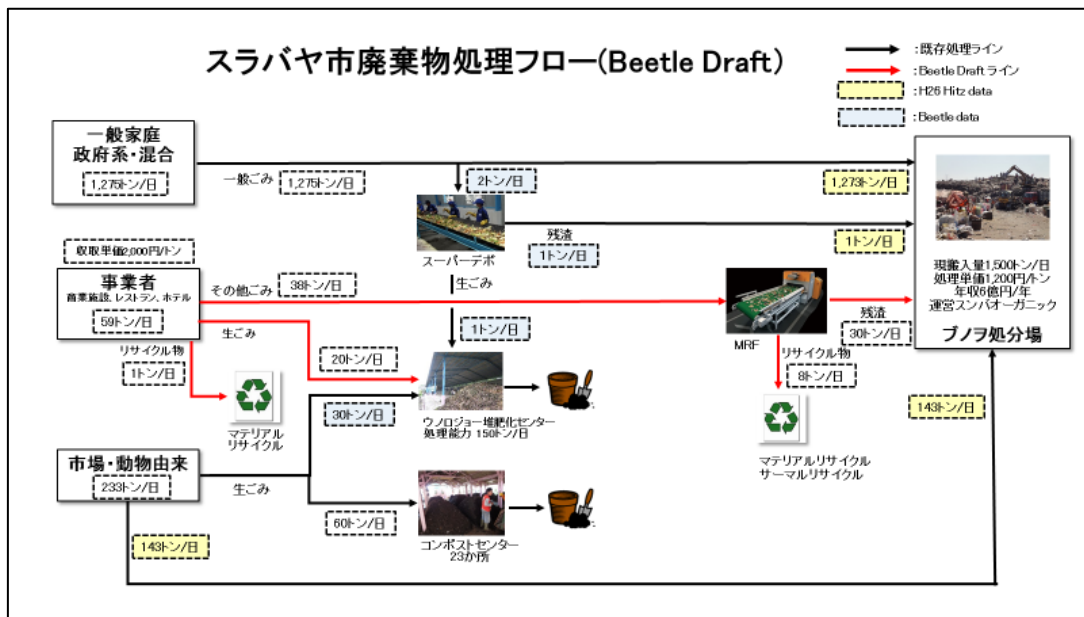 スラバヤ市廃棄物処理フロー(Beetle Draft)
:既存処理ライン
:Beetle Draft ライン
:H26 Hitz data
:Beetle data
一般家庭
政府系・混合
1,275トン/日
一般ごみ
1,275トン/日
2トン/日
1,273トン/日
スーパーデポ
残渣
1トン/日
1トン/日
生ごみ
1トン/日
収取単価2,000円/トン
事業者
商業施設、レストラン、ホテル
59トン/日
その他ごみ
38トン/日
生ごみ
20トン/日
リサイクル物
1トン/日
マテリアル
リサイクル
MRF
残渣
30トン/日
リサイクル物
8トン/日
マテリアルリサイクル
サーマルリサイクル
現搬入量1,500トン/日
処理単価1,200円/トン
年収6億円/年
運営スンバオーガニック
ブノヲ処分場
30トン/日
ウノロジョー堆肥化センター
処理能力 150トン/日
市場・動物由来
233トン/日
生ごみ
60トン/日
コンポストセンター
23か所
143トン/日
143トン/日